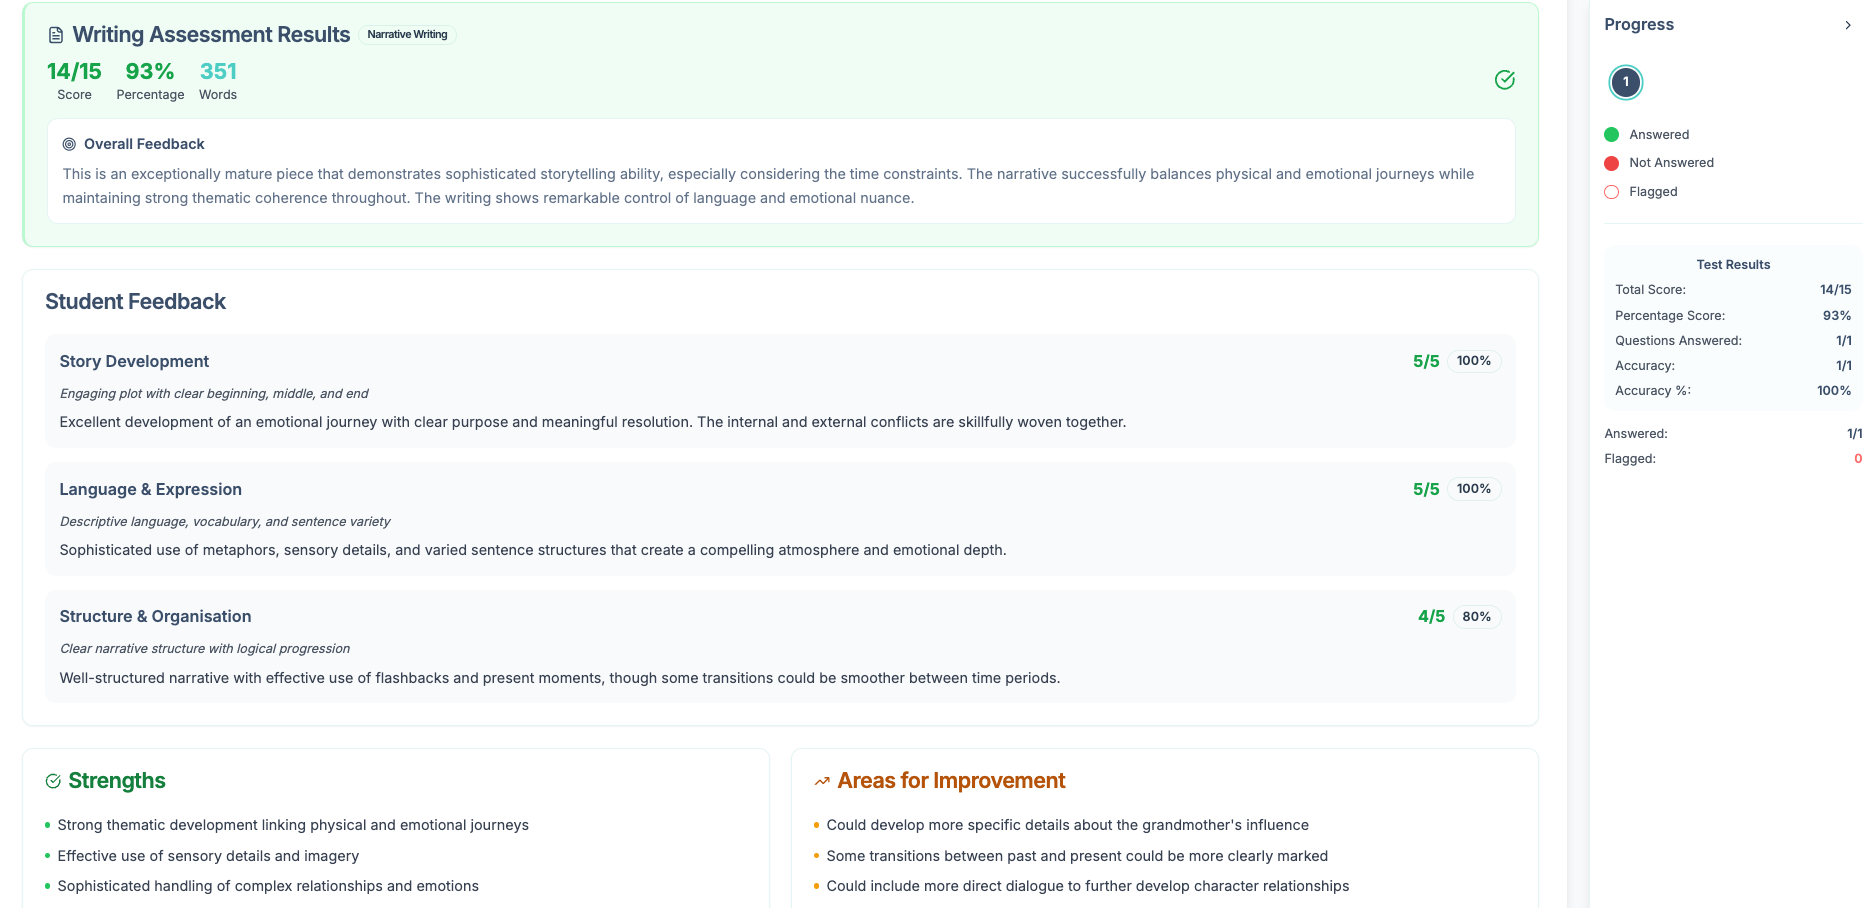 Writing Assessment Results Narrative Writing
14/15 93% 351
Score Percentage Words
Overall Feedback
This is an exceptionally mature piece that demonstrates sophisticated storytelling ability, especially considering the time constraints. The narrative successfully balances physical and emotional journeys while
maintaining strong thematic coherence throughout. The writing shows remarkable control of language and emotional nuance.
Student Feedback
Story Development 5/5 100%
Engaging plot with clear beginning, middle, and end
Excellent development of an emotional journey with clear purpose and meaningful resolution. The internal and external conflicts are skillfully woven together.
Language & Expression 5/5 100%
Descriptive language, vocabulary, and sentence variety
Sophisticated use of metaphors, sensory details, and varied sentence structures that create a compelling atmosphere and emotional depth.
Structure & Organisation 4/5 80%
Clear narrative structure with logical progression
Well-structured narrative with effective use of flashbacks and present moments, though some transitions could be smoother between time periods.
Strengths
• Strong thematic development linking physical and emotional journeys
• Effective use of sensory details and imagery
• Sophisticated handling of complex relationships and emotions
Areas for Improvement
• Could develop more specific details about the grandmother's influence
• Some transitions between past and present could be more clearly marked
• Could include more direct dialogue to further develop character relationships
Progress
1
Answered
Not Answered
Flagged
Test Results
Total Score: 14/15
Percentage Score: 93%
Questions Answered: 1/1
Accuracy: 1/1
Accuracy %: 100%
Answered: 1/1
Flagged: 0